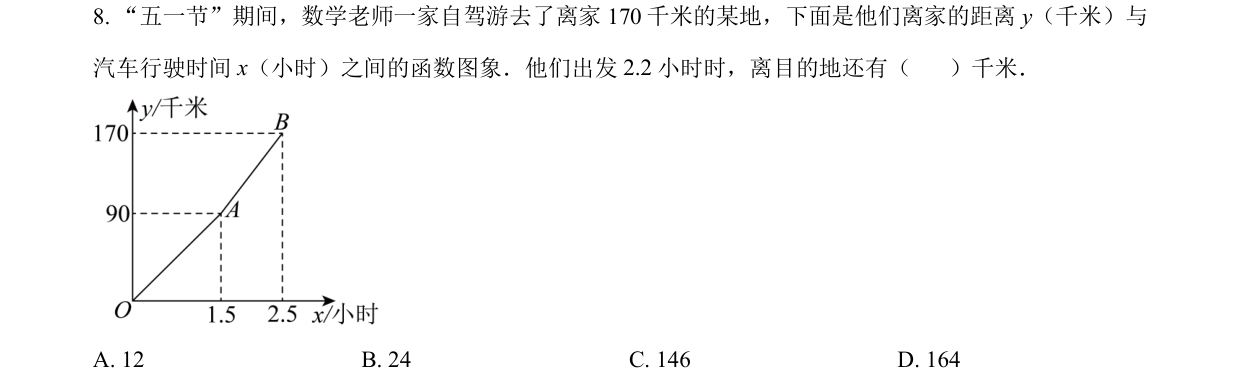 8. “五一节”期间，数学老师一家自驾游去了离家 170 千米的某地，下面是他们离家的距离 y（千米）与
汽车行驶时间 x（小时）之间的函数图象．他们出发 2.2 小时时，离目的地还有（　　）千米．
y/千米
B
170
90
A
O
1.5
2.5
x/小时
A. 12 B. 24 C. 146 D. 164